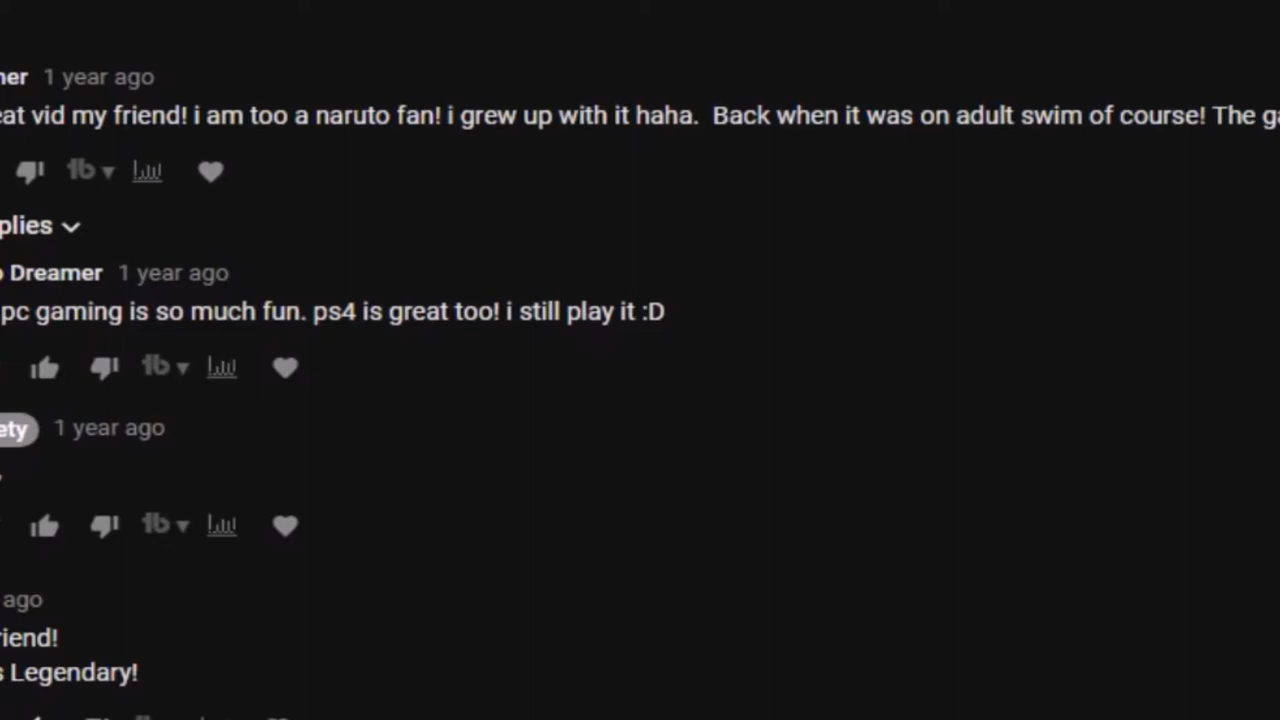 ner 1 year ago
eat vid my friend! i am too a naruto fan! i grew up with it haha. Back when it was on adult swim of course! The ga
plies
o Dreamer 1 year ago
pc gaming is so much fun. ps4 is great too! i still play it :D
ety 1 year ago
ago
riend!
s Legendary!